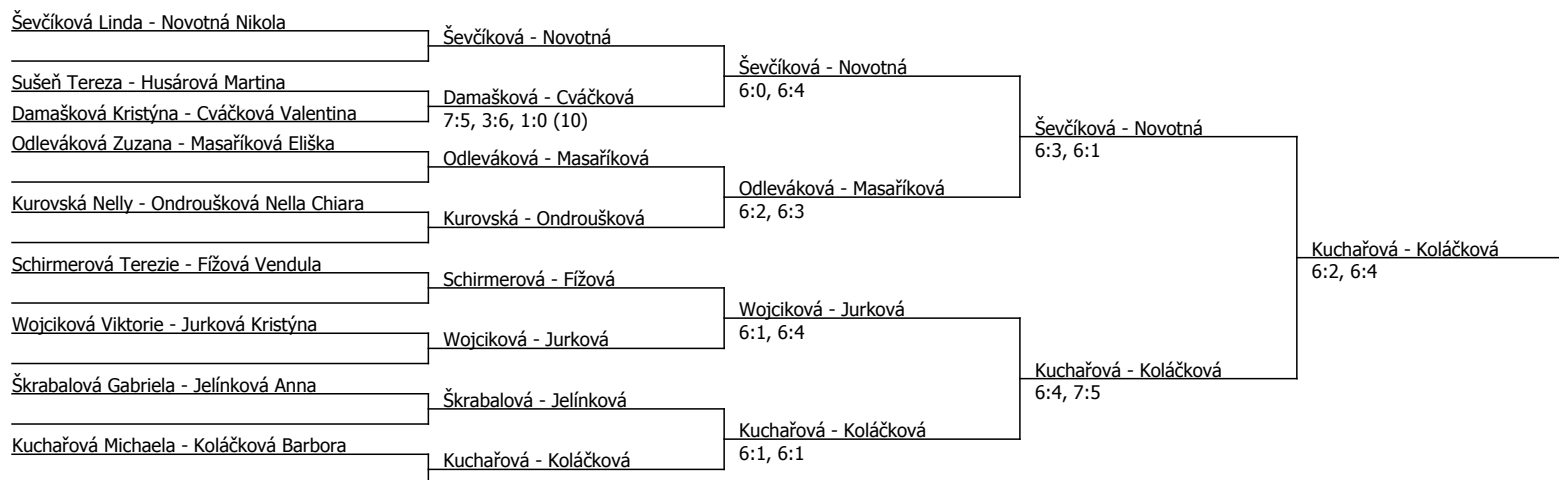 Ševčíková Linda - Novotná Nikola
Ševčíková - Novotná
Ševčíková - Novotná
6:0, 6:4
Sušeň Tereza - Husárová Martina
Damašková - Cváčková
7:5, 3:6, 1:0 (10)
Damašková Kristýna - Cváčková Valentina
Ševčíková - Novotná
6:3, 6:1
Odleváková Zuzana - Masaříková Eliška
Odleváková - Masaříková
Odleváková - Masaříková
6:2, 6:3
Kurovská Nelly - Ondroušková Nella Chiara
Kurovská - Ondroušková
Kuchařová - Koláčková
6:2, 6:4
Schirmerová Terezie - Fížová Vendula
Schirmerová - Fížová
Wojciková - Jurková
6:1, 6:4
Wojciková Viktorie - Jurková Kristýna
Wojciková - Jurková
Kuchařová - Koláčková
6:4, 7:5
Škrabalová Gabriela - Jelínková Anna
Škrabalová - Jelínková
Kuchařová - Koláčková
6:1, 6:1
Kuchařová Michaela - Koláčková Barbora
Kuchařová - Koláčková